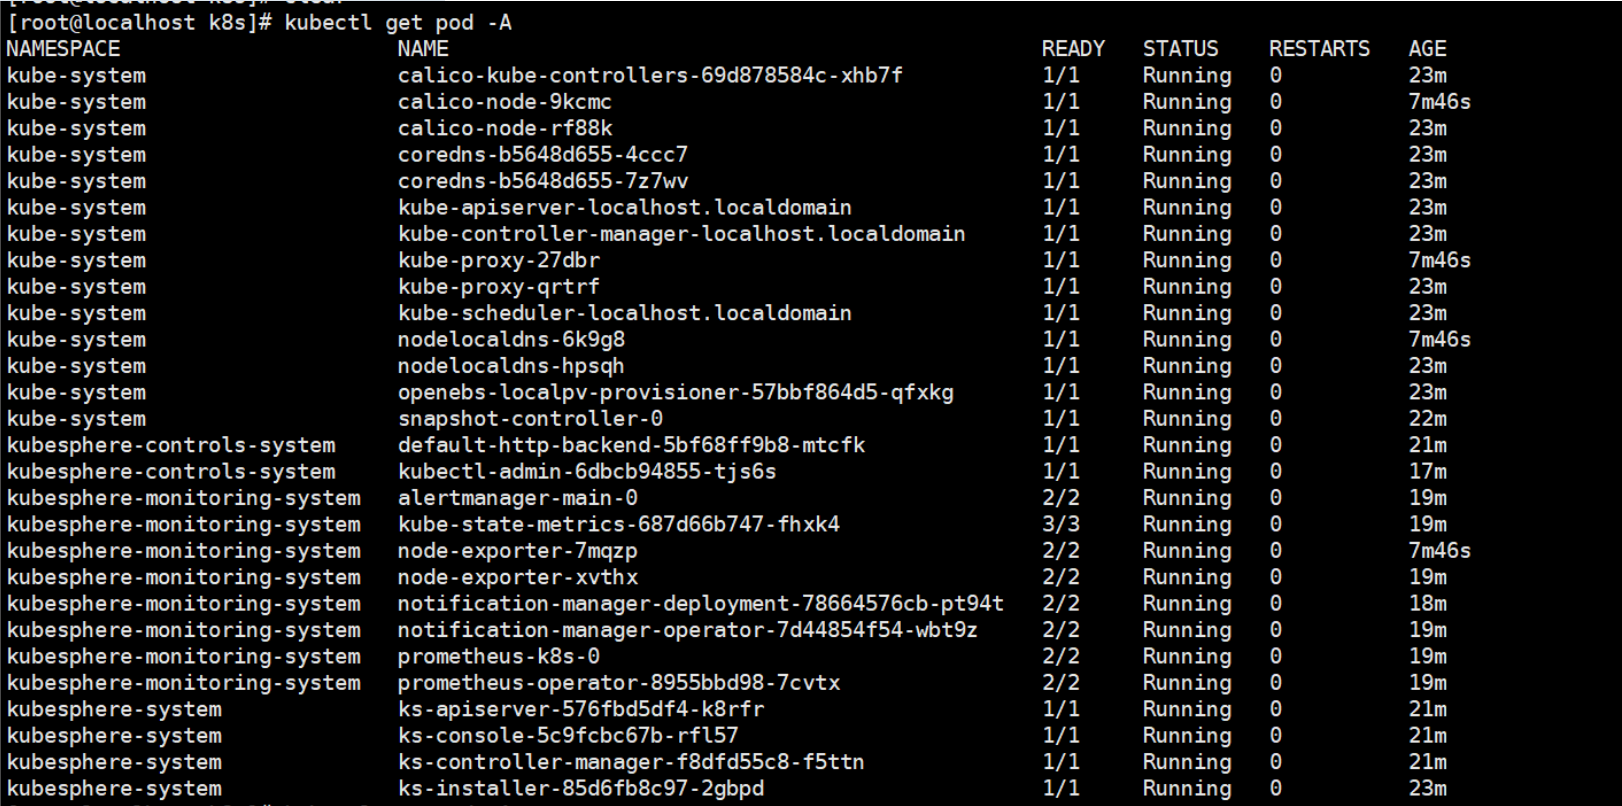 [root@localhost k8s]# kubectl get pod -A
NAMESPACE NAME READY STATUS RESTARTS AGE
kube-system calico-kube-controllers-69d878584c-xhb7f 1/1 Running 0 23m
kube-system calico-node-9kcmc 1/1 Running 0 7m46s
kube-system calico-node-rf88k 1/1 Running 0 23m
kube-system coredns-b5648d655-4ccc7 1/1 Running 0 23m
kube-system coredns-b5648d655-7z7wv 1/1 Running 0 23m
kube-system kube-apiserver-localhost.localdomain 1/1 Running 0 23m
kube-system kube-controller-manager-localhost.localdomain 1/1 Running 0 23m
kube-system kube-proxy-27dbr 1/1 Running 0 7m46s
kube-system kube-proxy-qrtrf 1/1 Running 0 23m
kube-system kube-scheduler-localhost.localdomain 1/1 Running 0 23m
kube-system nodelocaldns-6k9g8 1/1 Running 0 7m46s
kube-system nodelocaldns-hpsqh 1/1 Running 0 23m
kube-system openebs-localpv-provisioner-57bbf864d5-qfxkg 1/1 Running 0 23m
kube-system snapshot-controller-0 1/1 Running 0 22m
kubesphere-controls-system default-http-backend-5bf68ff9b8-mtcfk 1/1 Running 0 21m
kubesphere-controls-system kubectl-admin-6dbcb94855-tjs6s 1/1 Running 0 17m
kubesphere-monitoring-system alertmanager-main-0 2/2 Running 0 19m
kubesphere-monitoring-system kube-state-metrics-687d66b747-fhxk4 3/3 Running 0 19m
kubesphere-monitoring-system node-exporter-7mqzp 2/2 Running 0 7m46s
kubesphere-monitoring-system node-exporter-xvthx 2/2 Running 0 19m
kubesphere-monitoring-system notification-manager-deployment-78664576cb-pt94t 2/2 Running 0 18m
kubesphere-monitoring-system notification-manager-operator-7d44854f54-wbt9z 2/2 Running 0 19m
kubesphere-monitoring-system prometheus-k8s-0 2/2 Running 0 19m
kubesphere-monitoring-system prometheus-operator-8955bbd98-7cvtx 2/2 Running 0 19m
kubesphere-system ks-apiserver-576fbd5df4-k8rfr 1/1 Running 0 21m
kubesphere-system ks-console-5c9fcbc67b-rfl57 1/1 Running 0 21m
kubesphere-system ks-controller-manager-f8dfd55c8-f5ttn 1/1 Running 0 21m
kubesphere-system ks-installer-85d6fb8c97-2gbpd 1/1 Running 0 23m